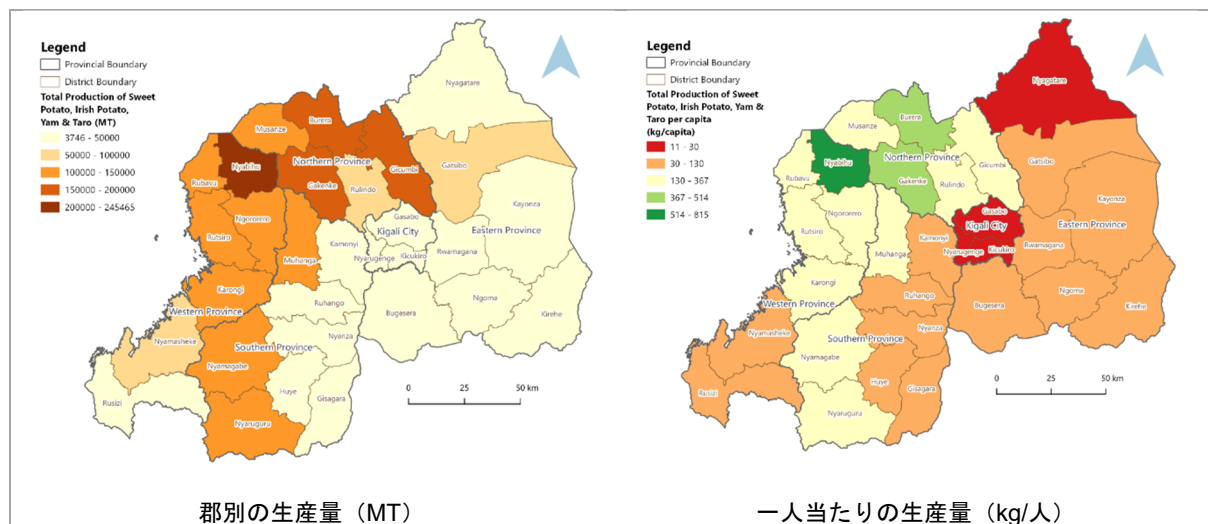 Legend
Provincial Boundary
District Boundary
Total Production of Sweet
Potato, Irish Potato,
Yam & Taro (MT)
3746 - 50000
50000 - 100000
100000 - 150000
150000 - 200000
200000 - 245465
Nyagatare
Burera
Musanze
Nyabihu
Northern Province
Gicumbi
Gatsibo
Rubavu
Gakenke
Rulindo
Kayonza
Ngororero
Gasabo
Rutsiro
Kamonyi
Kigali City
Eastern Province
Muhanga
Nyarugenge
Kicukiro
Rwamagana
Karongi
Ruhango
Ngoma
Western Province
Bugesera
Kirehe
Nyamasheke
Nyanza
Southern Province
Nyamagabe
Rusizi
Huye
Gisagara
Nyaruguru
0 25 50 km
郡別の生産量（MT）
Legend
Provincial Boundary
District Boundary
Total Production of Sweet
Potato, Irish Potato, Yam &
Taro per capita
(kg/capita)
11 - 30
30 - 130
130 - 367
367 - 514
514 - 815
Nyagatare
Burera
Musanze
Nyabihu
Northern Province
Gicumbi
Gatsibo
Rubavu
Gakenke
Rulindo
Kayonza
Ngororero
Gasabo
Rutsiro
Kigali City
Kamonyi
Eastern Province
Muhanga
Nyarugenge
Kicukiro
Rwamagana
Karongi
Ruhango
Ngoma
Western Province
Bugesera
Kirehe
Nyamasheke
Nyanza
Southern Province
Nyamagabe
Rusizi
Huye
Gisagara
Nyaruguru
0 25 50 km
一人当たりの生産量（kg/人）